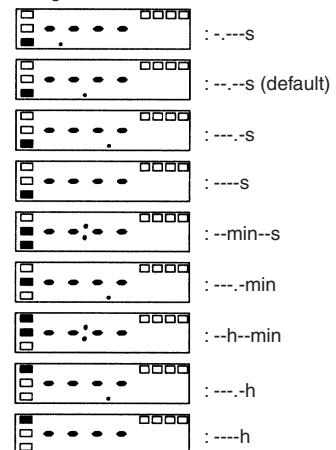 : -.---s
: --.--s (default)
: ---.-s
: ----s
: --min--s
: ---.-min
: --h--min
: ---.-h
: ----h